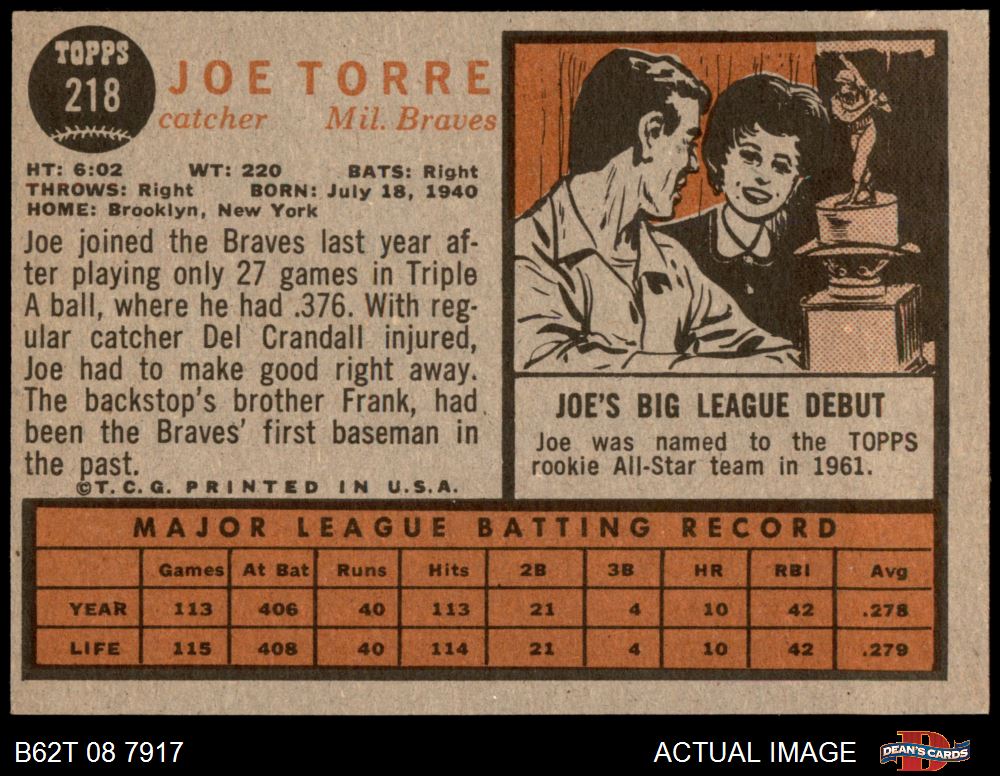 TOPPS
218
JOE TORRE
catcher Mil. Braves
HT: 6:02 WT: 220 BATS: Right
THROWS: Right BORN: July 18, 1940
HOME: Brooklyn, New York
Joe joined the Braves last year af-
ter playing only 27 games in Triple
A ball, where he had .376. With reg-
ular catcher Del Crandall injured,
Joe had to make good right away.
The backstop's brother Frank, had
been the Braves' first baseman in
the past.
©T.C.G. PRINTED IN U.S.A.
JOE'S BIG LEAGUE DEBUT
Joe was named to the TOPPS
rookie All-Star team in 1961.
MAJOR LEAGUE BATTING RECORD
Games At Bat Runs Hits 2B 3B HR RBI Avg
YEAR 113 406 40 113 21 4 10 42 .278
LIFE 115 408 40 114 21 4 10 42 .279
B62T 08 7917 ACTUAL IMAGE D DEAN'S CARDS